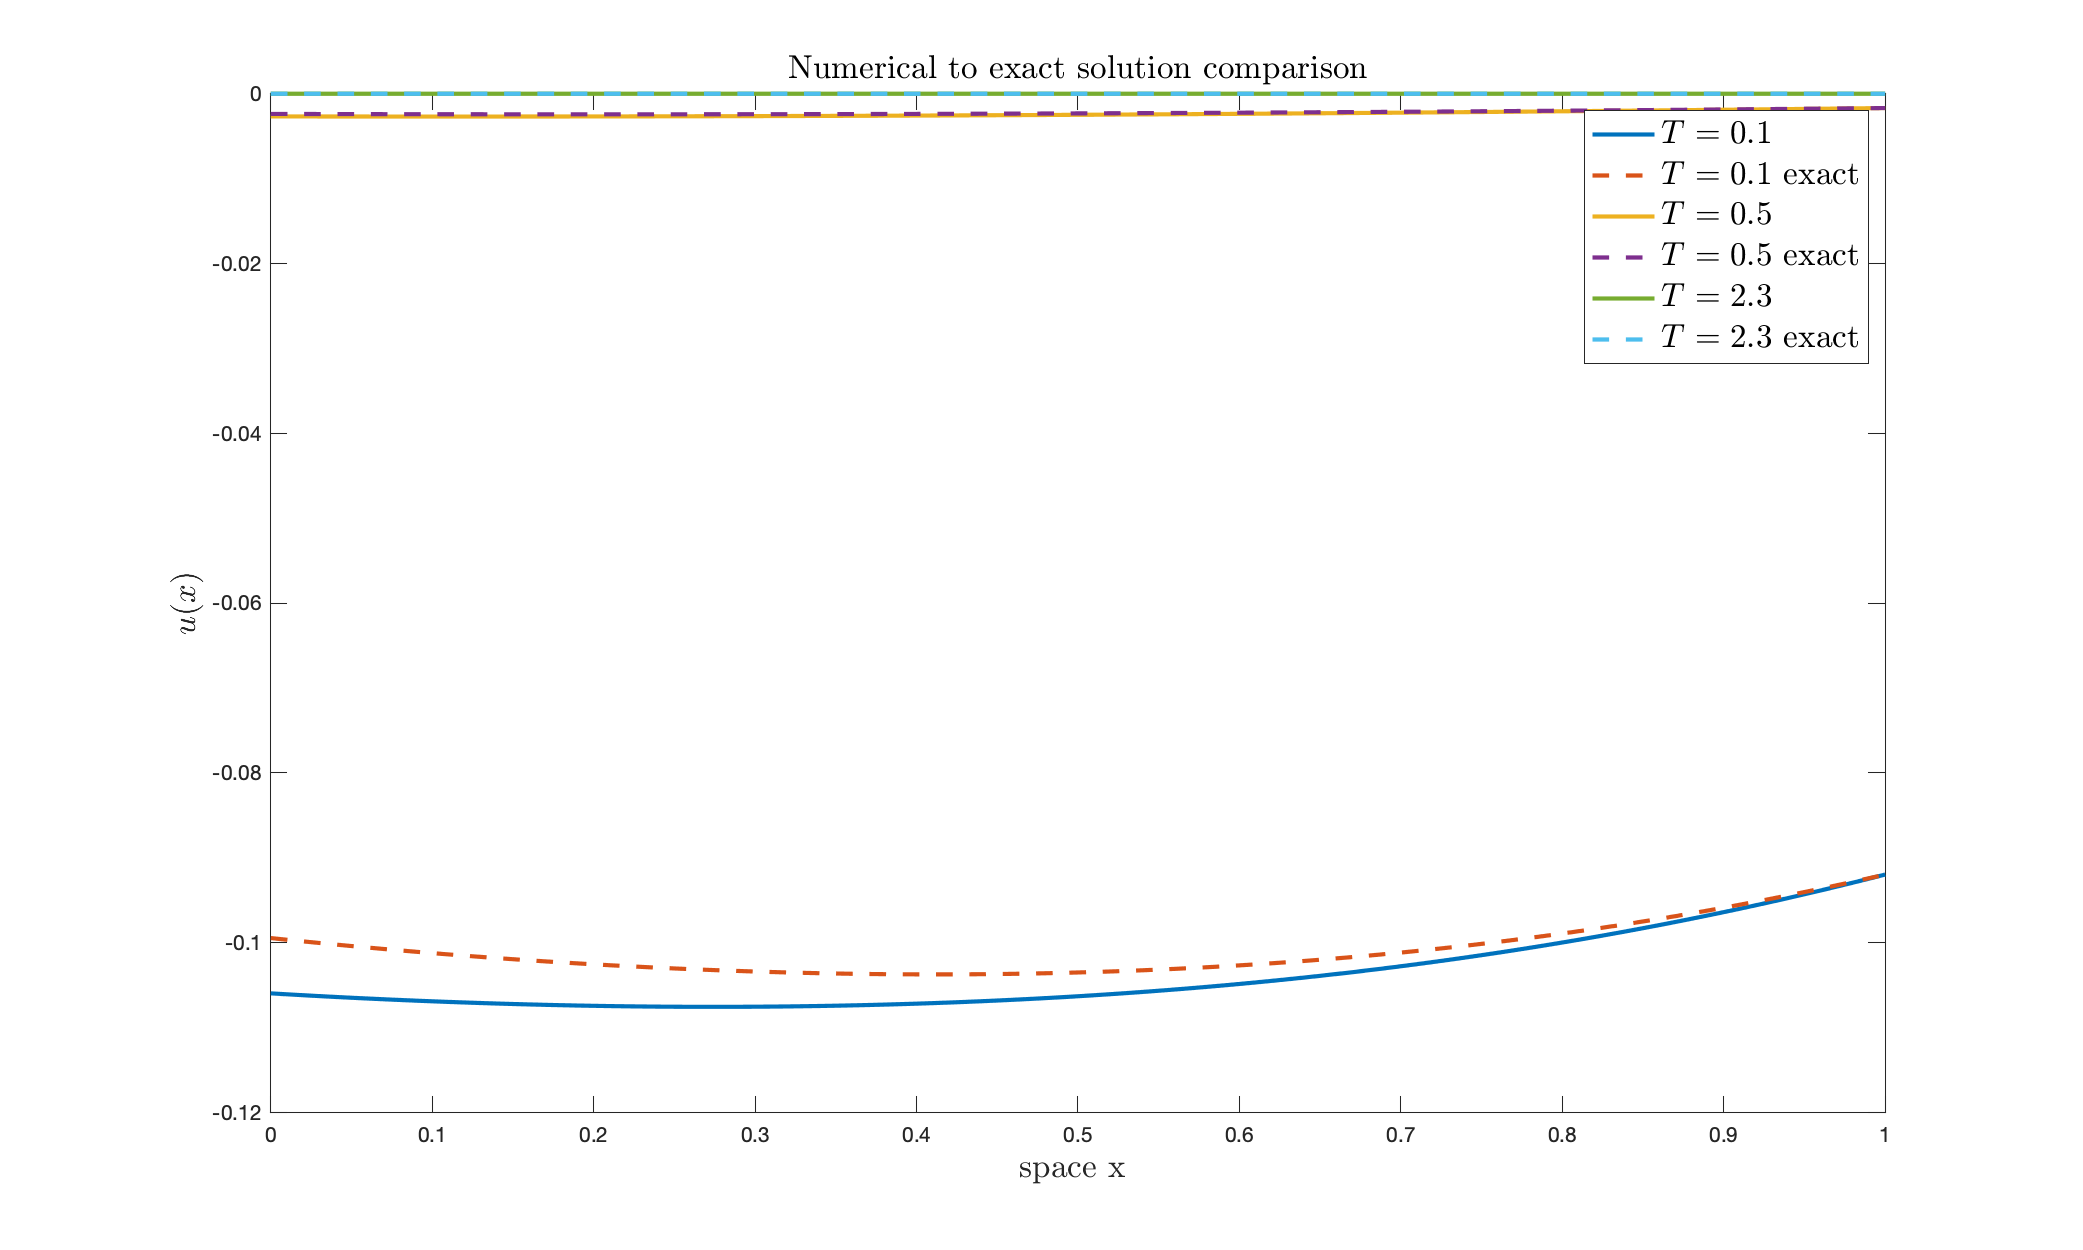 Numerical to exact solution comparison
0
-0.02
-0.04
-0.06
-0.08
-0.1
-0.12
u(x)
T = 0.1
T = 0.1 exact
T = 0.5
T = 0.5 exact
T = 2.3
T = 2.3 exact
0 0.1 0.2 0.3 0.4 0.5 0.6 0.7 0.8 0.9 1
space x